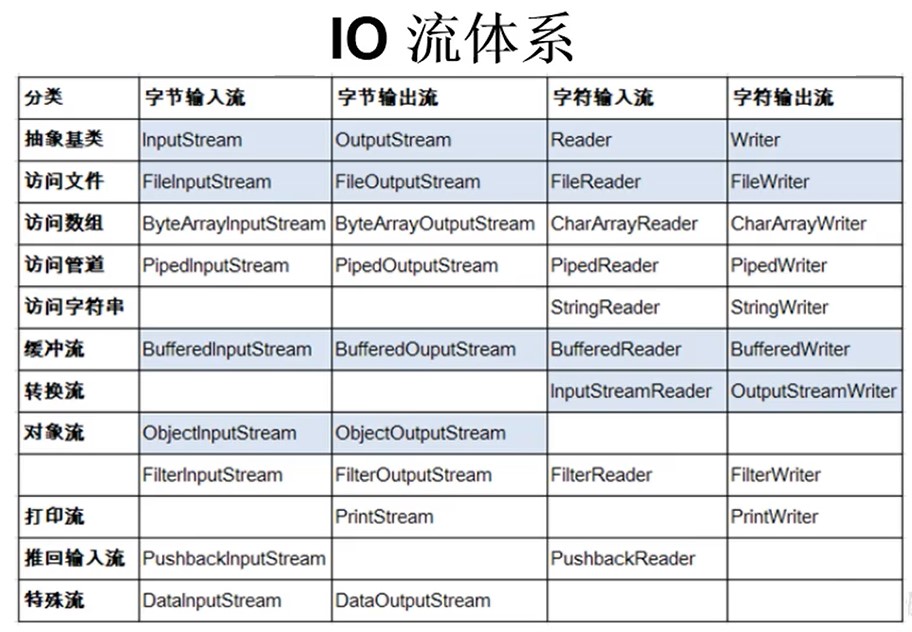 IO 流体系
分类 字节输入流 字节输出流 字符输入流 字符输出流
抽象基类 InputStream OutputStream Reader Writer
访问文件 FileInputStream FileOutputStream FileReader FileWriter
访问数组 ByteArrayInputStream ByteArrayOutputStream CharArrayReader CharArrayWriter
访问管道 PipedInputStream PipedOutputStream PipedReader PipedWriter
访问字符串 StringReader StringWriter
缓冲流 BufferedInputStream BufferedOuputStream BufferedReader BufferedWriter
转换流 InputStreamReader OutputStreamWriter
对象流 ObjectInputStream ObjectOutputStream
FilterInputStream FilterOutputStream FilterReader FilterWriter
打印流 PrintStream PrintWriter
推回输入流 PushbackInputStream PushbackReader
特殊流 DataInputStream DataOutputStream